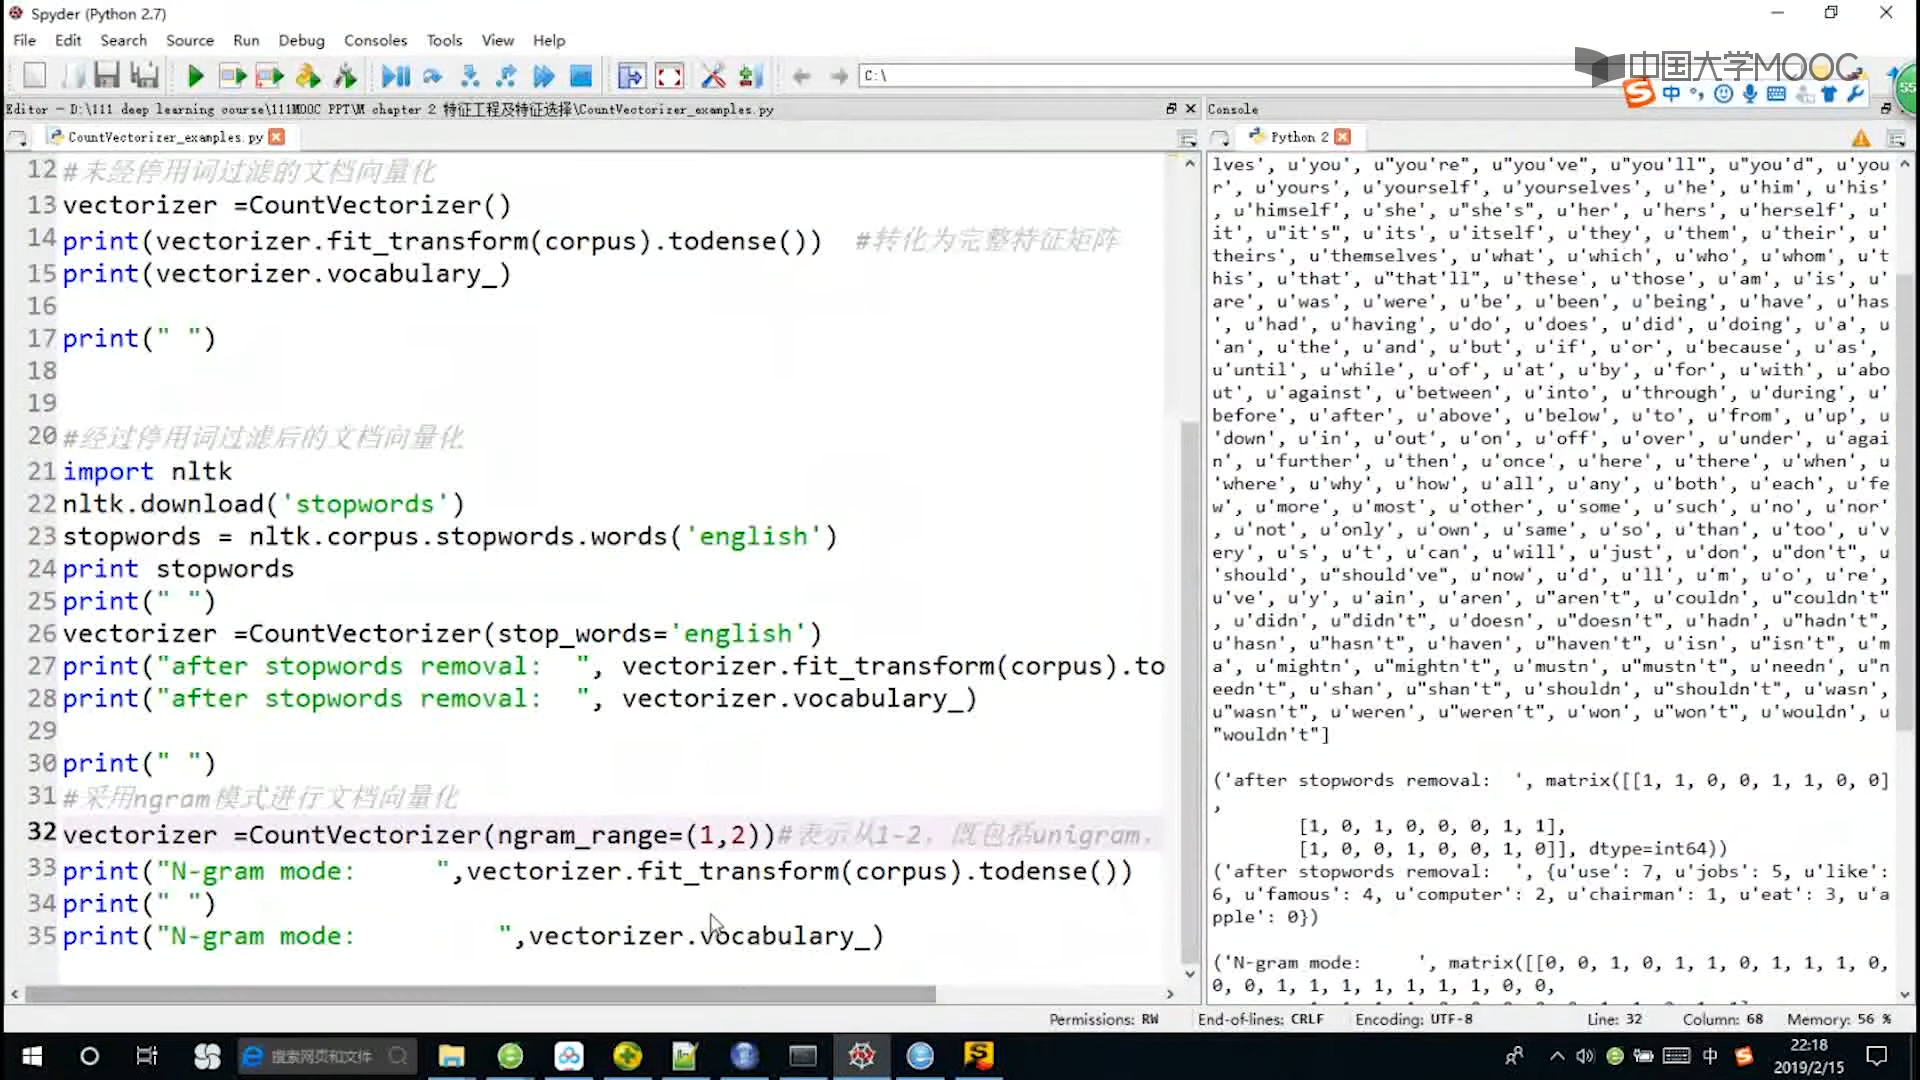 Spyder (Python 2.7)
File Edit Search Source Run Debug Consoles Tools View Help
C:\
中国大学MOOC
中
55
Editor - D:\111 deep learning course\111MOOC PPT\M chapter 2 特征工程及特征选择\CountVectorizer_examples.py
Console
CountVectorizer_examples.py
Python 2
12 #未经停用词过滤的文档向量化
13 vectorizer =CountVectorizer()
14 print(vectorizer.fit_transform(corpus).todense()) #转化为完整特征矩阵
15 print(vectorizer.vocabulary_)
16
17 print(" ")
18
19
20 #经过停用词过滤后的文档向量化
21 import nltk
22 nltk.download('stopwords')
23 stopwords = nltk.corpus.stopwords.words('english')
24 print stopwords
25 print(" ")
26 vectorizer =CountVectorizer(stop_words='english')
27 print("after stopwords removal:  ", vectorizer.fit_transform(corpus).to
28 print("after stopwords removal:  ", vectorizer.vocabulary_)
29
30 print(" ")
31 #采用ngram模式进行文档向量化
32 vectorizer =CountVectorizer(ngram_range=(1,2))#表示从1-2，既包括unigram，
33 print("N-gram mode:     ",vectorizer.fit_transform(corpus).todense())
34 print(" ")
35 print("N-gram mode:         ",vectorizer.vocabulary_)
lves', u'you', u"you're", u"you've", u"you'll", u"you'd", u'you
r', u'yours', u'yourself', u'yourselves', u'he', u'him', u'his'
, u'himself', u'she', u"she's", u'her', u'hers', u'herself', u'
it', u"it's", u'its', u'itself', u'they', u'them', u'their', u'
theirs', u'themselves', u'what', u'which', u'who', u'whom', u't
his', u'that', u"that'll", u'these', u'those', u'am', u'is', u'
are', u'was', u'were', u'be', u'been', u'being', u'have', u'has
', u'had', u'having', u'do', u'does', u'did', u'doing', u'a', u
'an', u'the', u'and', u'but', u'if', u'or', u'because', u'as', 
u'until', u'while', u'of', u'at', u'by', u'for', u'with', u'abo
ut', u'against', u'between', u'into', u'through', u'during', u'
before', u'after', u'above', u'below', u'to', u'from', u'up', u
'down', u'in', u'out', u'on', u'off', u'over', u'under', u'agai
n', u'further', u'then', u'once', u'here', u'there', u'when', u
'where', u'why', u'how', u'all', u'any', u'both', u'each', u'fe
w', u'more', u'most', u'other', u'some', u'such', u'no', u'nor'
, u'not', u'only', u'own', u'same', u'so', u'than', u'too', u'v
ery', u's', u't', u'can', u'will', u'just', u'don', u"don't", u
'should', u"should've", u'now', u'd', u'll', u'm', u'o', u're',
u've', u'y', u'ain', u'aren', u"aren't", u'couldn', u"couldn't"
, u'didn', u"didn't", u'doesn', u"doesn't", u'hadn', u"hadn't",
u'hasn', u"hasn't", u'haven', u"haven't", u'isn', u"isn't", u'm
a', u'mightn', u"mightn't", u'mustn', u"mustn't", u'needn', u"n
eedn't", u'shan', u"shan't", u'shouldn', u"shouldn't", u'wasn',
u"wasn't", u'weren', u"weren't", u'won', u"won't", u'wouldn', u
"wouldn't"]
('after stopwords removal:  ', matrix([[1, 1, 0, 0, 1, 1, 0, 0]
,
[1, 0, 1, 0, 0, 0, 1, 1],
[1, 0, 0, 1, 0, 0, 1, 0]], dtype=int64))
('after stopwords removal:  ', {u'use': 7, u'jobs': 5, u'like':
6, u'famous': 4, u'computer': 2, u'chairman': 1, u'eat': 3, u'a
pple': 0})
('N-gram mode:     ', matrix([[0, 0, 1, 0, 1, 1, 0, 1, 1, 1, 0,
0, 0, 1, 1, 1, 1, 1, 1, 1, 0, 0,
Permissions: RW End-of-lines: CRLF Encoding: UTF-8 Line: 32 Column: 68 Memory: 56 %
搜索网页和文件
中
22:18
2019/2/15